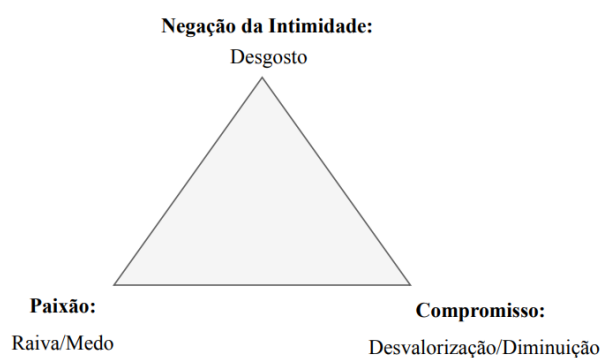 Negação da Intimidade:
Desgosto
Paixão:
Raiva/Medo
Compromisso:
Desvalorização/Diminuição